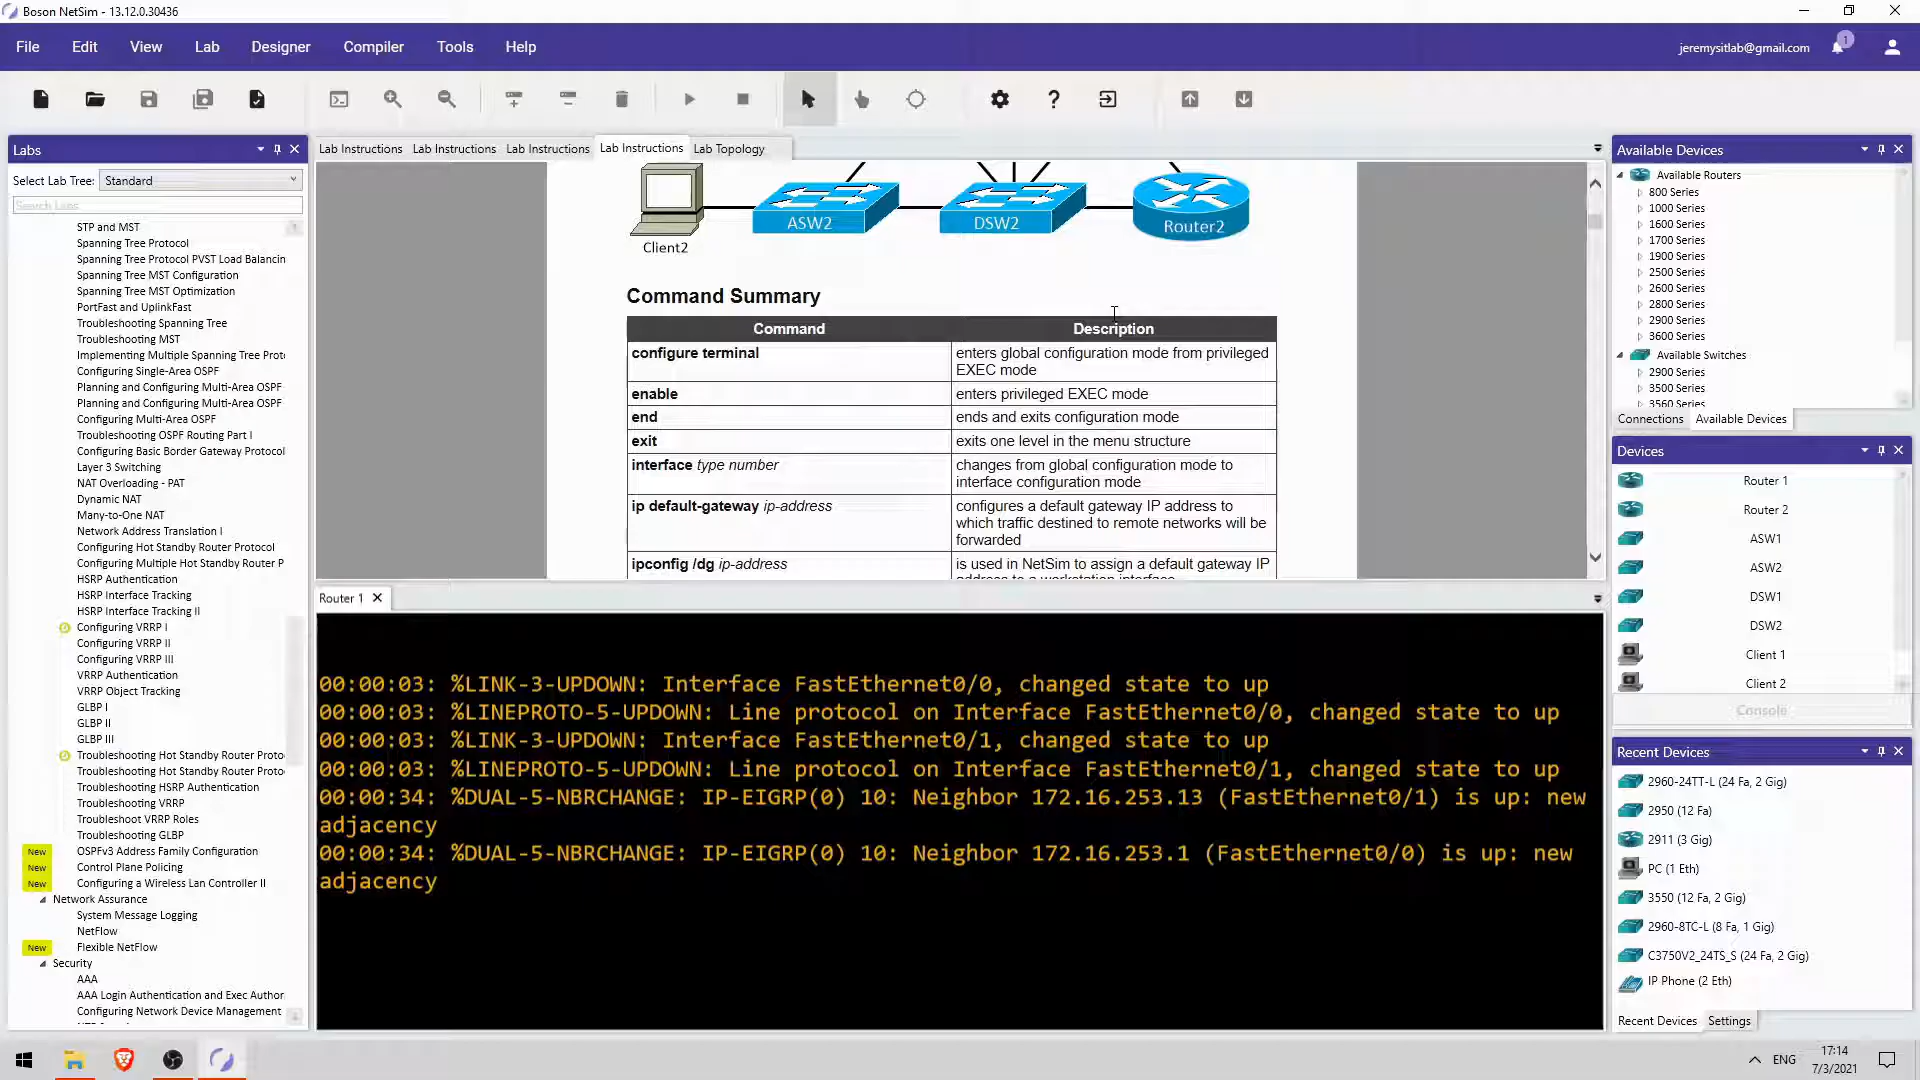 Boson NetSim - 13.12.0.30436
File Edit View Lab Designer Compiler Tools Help
jeremysitlab@gmail.com
1
Labs
Select Lab Tree: Standard
Search Labs
STP and MST
Spanning Tree Protocol
Spanning Tree Protocol PVST Load Balancin
Spanning Tree MST Configuration
Spanning Tree MST Optimization
PortFast and UplinkFast
Troubleshooting Spanning Tree
Troubleshooting MST
Implementing Multiple Spanning Tree Proto
Configuring Single-Area OSPF
Planning and Configuring Multi-Area OSPF
Planning and Configuring Multi-Area OSPF
Configuring Multi-Area OSPF
Troubleshooting OSPF Routing Part I
Configuring Basic Border Gateway Protocol
Layer 3 Switching
NAT Overloading - PAT
Dynamic NAT
Many-to-One NAT
Network Address Translation I
Configuring Hot Standby Router Protocol
Configuring Multiple Hot Standby Router P
HSRP Authentication
HSRP Interface Tracking
HSRP Interface Tracking II
Configuring VRRP I
Configuring VRRP II
Configuring VRRP III
VRRP Authentication
VRRP Object Tracking
GLBP I
GLBP II
GLBP III
Troubleshooting Hot Standby Router Proto
Troubleshooting Hot Standby Router Proto
Troubleshooting HSRP Authentication
Troubleshooting VRRP
Troubleshoot VRRP Roles
Troubleshooting GLBP
New OSPFv3 Address Family Configuration
New Control Plane Policing
New Configuring a Wireless Lan Controller II
Network Assurance
System Message Logging
NetFlow
New Flexible NetFlow
Security
AAA
AAA Login Authentication and Exec Author
Configuring Network Device Management
Lab Instructions Lab Instructions Lab Instructions Lab Instructions Lab Topology
ASW2
DSW2
Router2
Client2
Command Summary
Command Description
configure terminal enters global configuration mode from privileged
EXEC mode
enable enters privileged EXEC mode
end ends and exits configuration mode
exit exits one level in the menu structure
interface type number changes from global configuration mode to
interface configuration mode
ip default-gateway ip-address configures a default gateway IP address to
which traffic destined to remote networks will be
forwarded
ipconfig /dg ip-address is used in NetSim to assign a default gateway IP
address to a workstation interface
Router 1
00:00:03: %LINK-3-UPDOWN: Interface FastEthernet0/0, changed state to up
00:00:03: %LINEPROTO-5-UPDOWN: Line protocol on Interface FastEthernet0/0, changed state to up
00:00:03: %LINK-3-UPDOWN: Interface FastEthernet0/1, changed state to up
00:00:03: %LINEPROTO-5-UPDOWN: Line protocol on Interface FastEthernet0/1, changed state to up
00:00:34: %DUAL-5-NBRCHANGE: IP-EIGRP(0) 10: Neighbor 172.16.253.13 (FastEthernet0/1) is up: new
adjacency
00:00:34: %DUAL-5-NBRCHANGE: IP-EIGRP(0) 10: Neighbor 172.16.253.1 (FastEthernet0/0) is up: new
adjacency
Available Devices
Available Routers
800 Series
1000 Series
1600 Series
1700 Series
1900 Series
2500 Series
2600 Series
2800 Series
2900 Series
3600 Series
Available Switches
2900 Series
3500 Series
3560 Series
Connections Available Devices
Devices
Router 1
Router 2
ASW1
ASW2
DSW1
DSW2
Client 1
Client 2
Console
Recent Devices
2960-24TT-L (24 Fa, 2 Gig)
2950 (12 Fa)
2911 (3 Gig)
PC (1 Eth)
3550 (12 Fa, 2 Gig)
2960-8TC-L (8 Fa, 1 Gig)
C3750V2_24TS_S (24 Fa, 2 Gig)
IP Phone (2 Eth)
Recent Devices Settings
ENG
17:14
7/3/2021